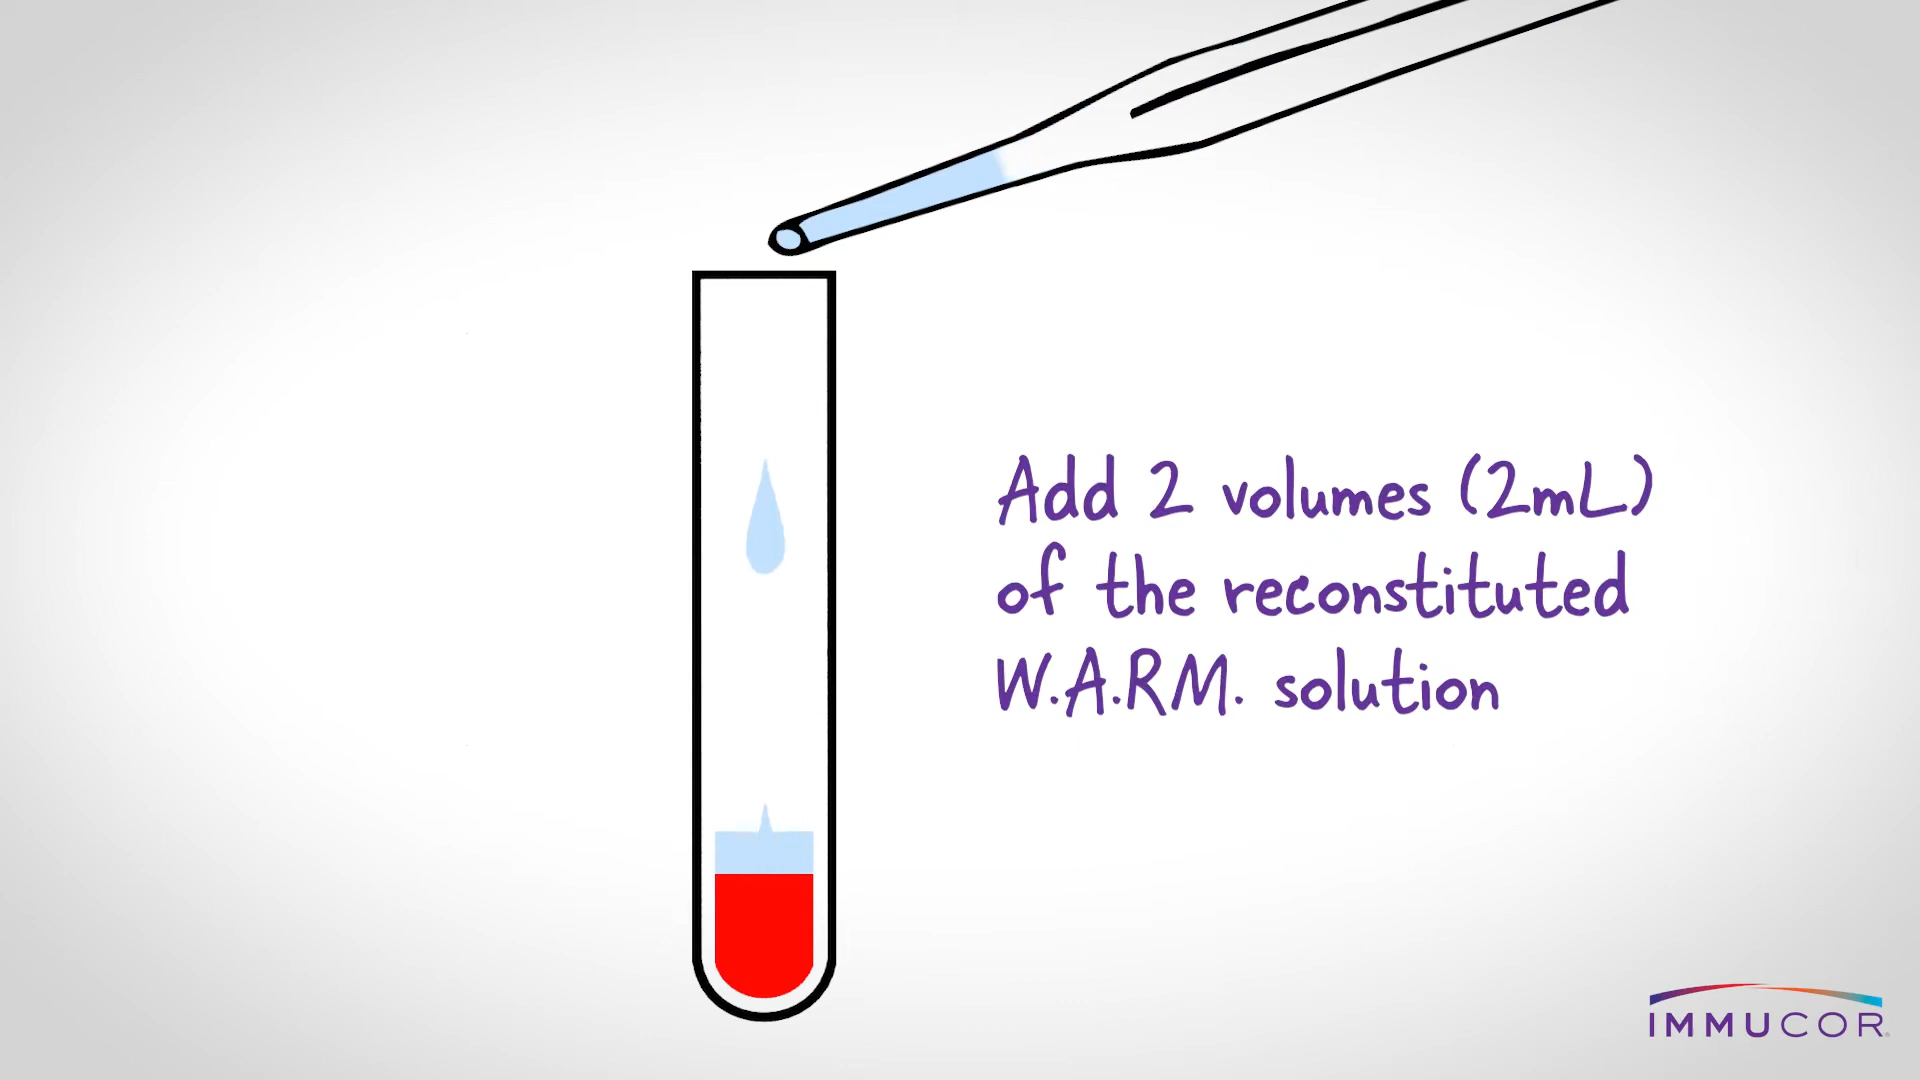 Add 2 volumes (2mL)
of the reconstituted
W.A.R.M. solution
IMMUCOR